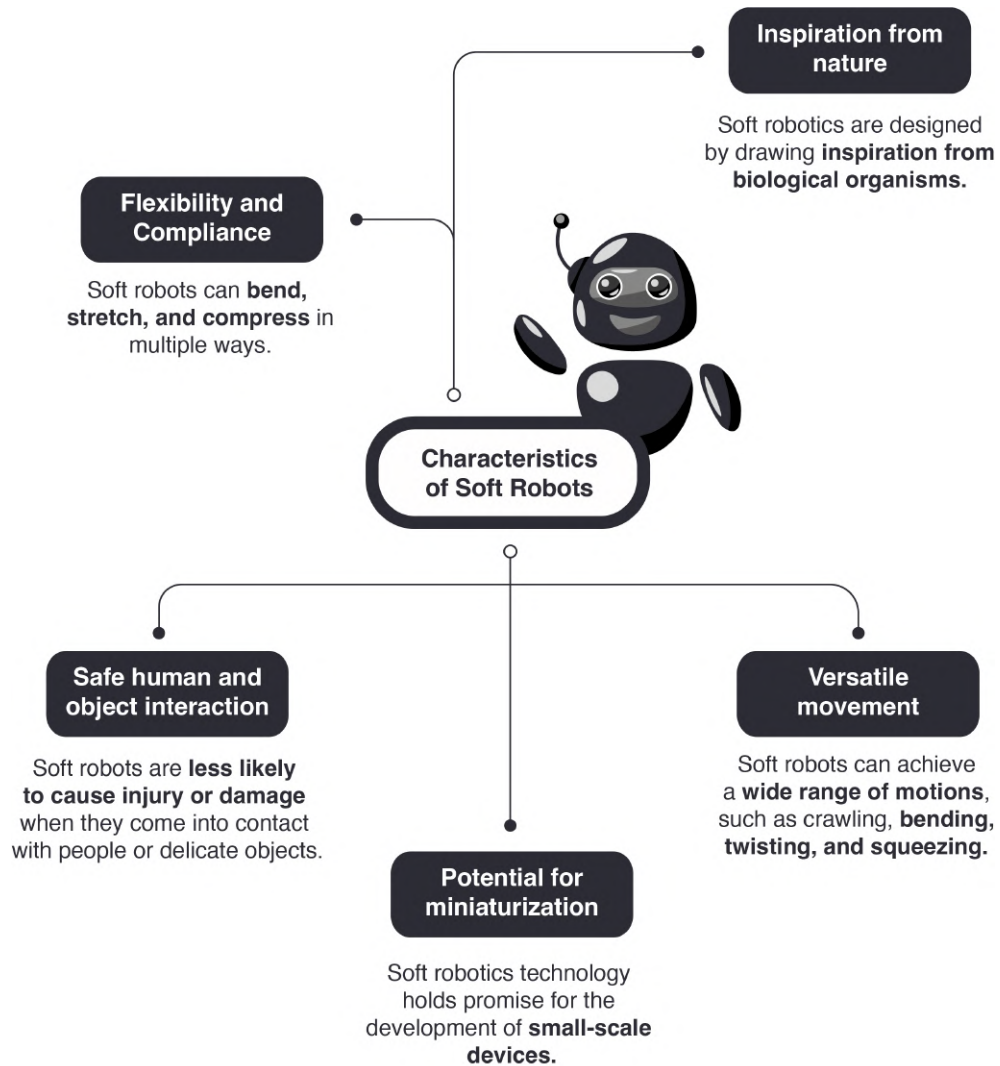 Inspiration from
nature
Soft robotics are designed
by drawing inspiration from
biological organisms.
Flexibility and
Compliance
Soft robots can bend,
stretch, and compress in
multiple ways.
Characteristics
of Soft Robots
Safe human and
object interaction
Soft robots are less likely
to cause injury or damage
when they come into contact
with people or delicate objects.
Potential for
miniaturization
Soft robotics technology
holds promise for the
development of small-scale
devices.
Versatile
movement
Soft robots can achieve
a wide range of motions,
such as crawling, bending,
twisting, and squeezing.